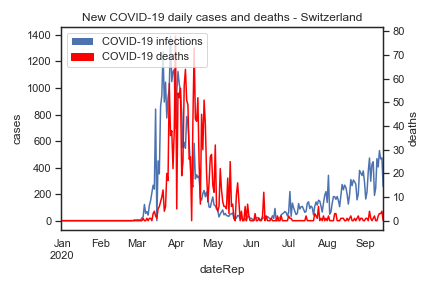 New COVID-19 daily cases and deaths - Switzerland
COVID-19 infections
COVID-19 deaths
1400
1200
1000
800
600
400
200
0
cases
80
70
60
50
40
30
20
10
0
deaths
Jan Feb Mar Apr May Jun Jul Aug Sep
2020
dateRep